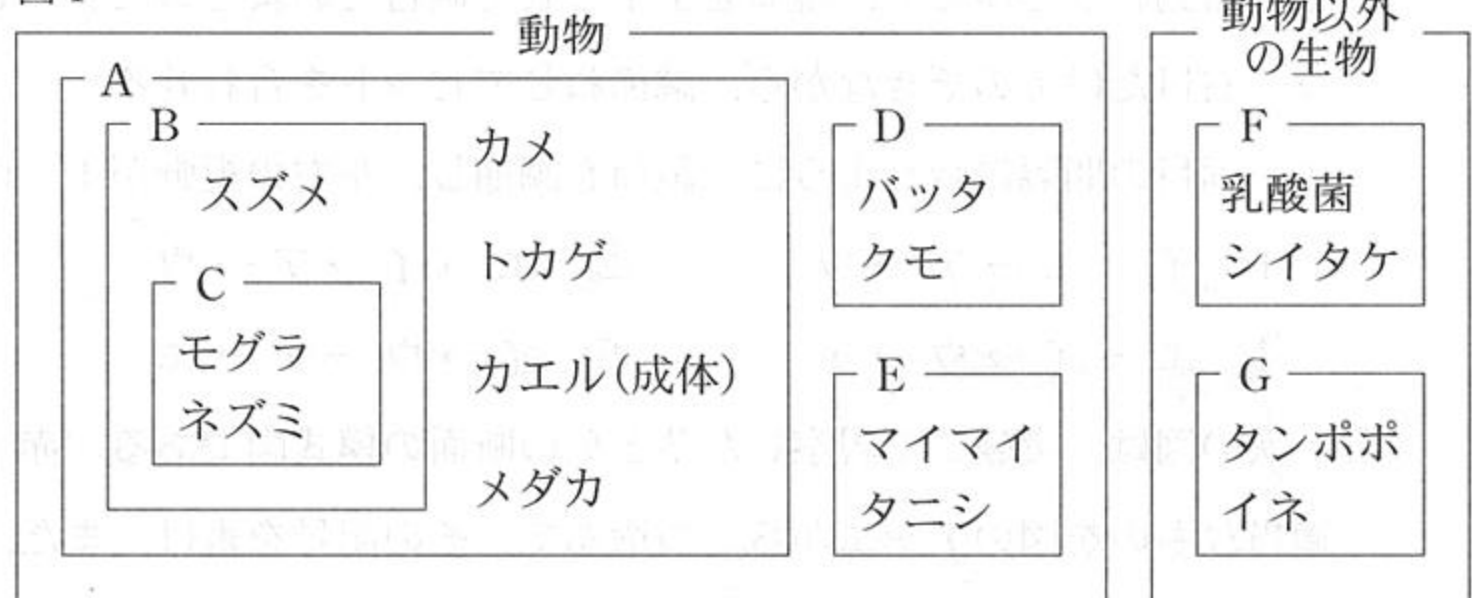 動物
A
B
スズメ
C
モグラ
ネズミ
カメ
トカゲ
カエル(成体)
メダカ
D
バッタ
クモ
E
マイマイ
タニシ
動物以外
の生物
F
乳酸菌
シイタケ
G
タンポポ
イネ